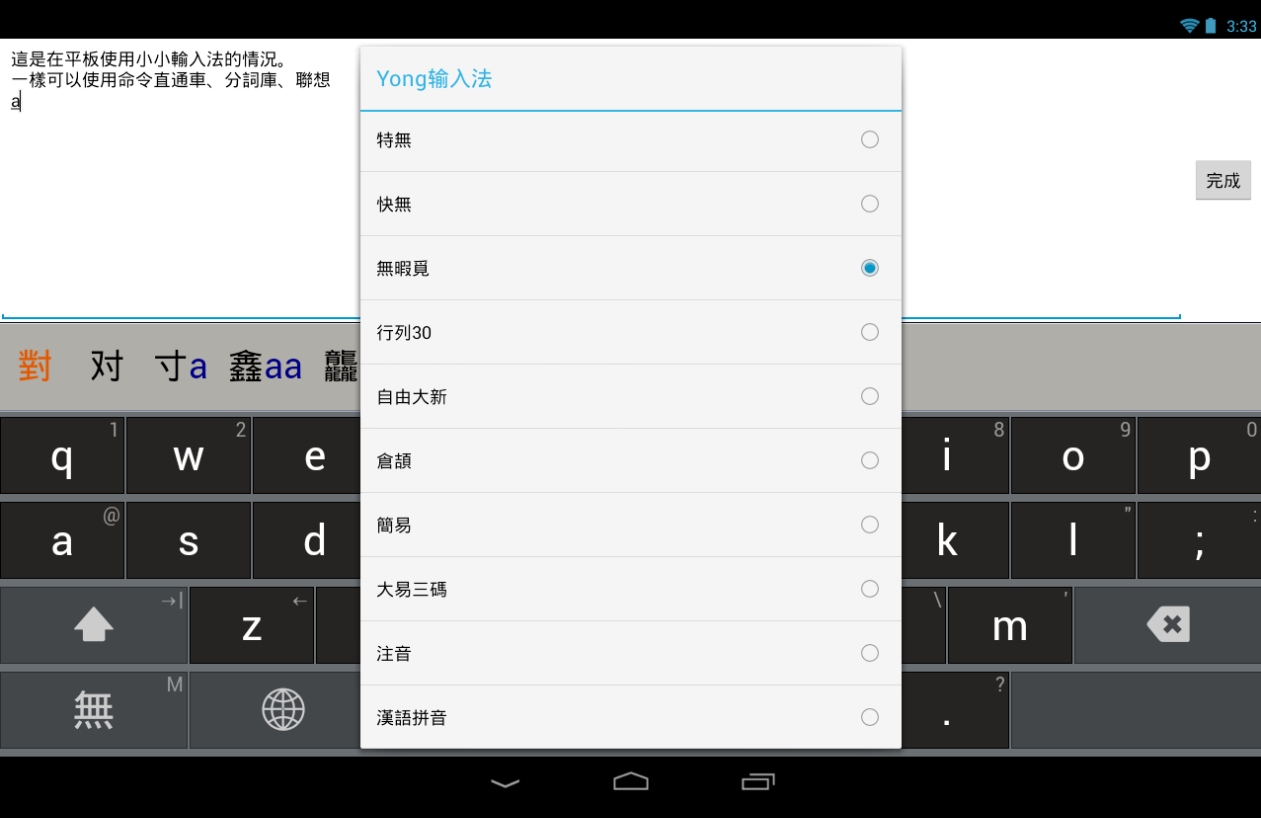 3:33
這是在平板使用小小輸入法的情況。
一樣可以使用命令直通車、分詞庫、聯想
a
Yong输入法
特無
快無
無暇覓
行列30
自由大新
倉頡
簡易
大易三碼
注音
漢語拼音
完成
對 对 寸a 鑫aa 龘
q 1 w 2 e i 8 o 9 p 0
a @ s d k l " ; :
→| z ← \ m '
無 M . ?